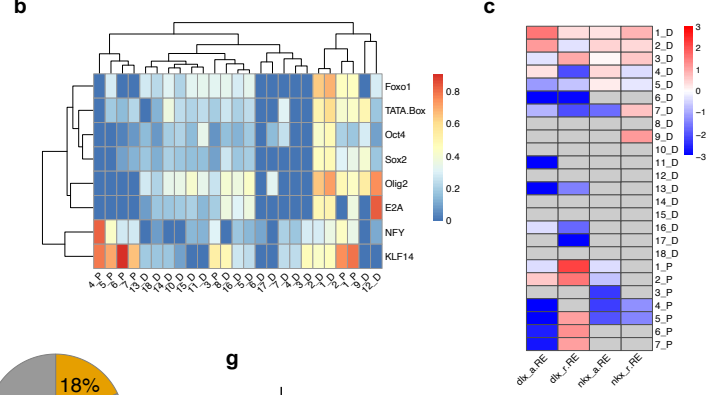 b
Foxo1
TATA.Box
Oct4
Sox2
Olig2
E2A
NFY
KLF14
4_P
5_P
6_P
7_P
13_D
18_D
14_D
10_D
15_D
11_D
3_P
8_D
16_D
5_D
6_D
17_D
7_D
4_D
3_D
2_D
1_D
2_P
1_P
9_D
12_D
0.8
0.6
0.4
0.2
0
c
1_D
2_D
3_D
4_D
5_D
6_D
7_D
8_D
9_D
10_D
11_D
12_D
13_D
14_D
15_D
16_D
17_D
18_D
1_P
2_P
3_P
4_P
5_P
6_P
7_P
dlx_a.RE
dlx_r.RE
nkx_a.RE
nkx_r.RE
3
2
1
0
−1
−2
−3
18%
g